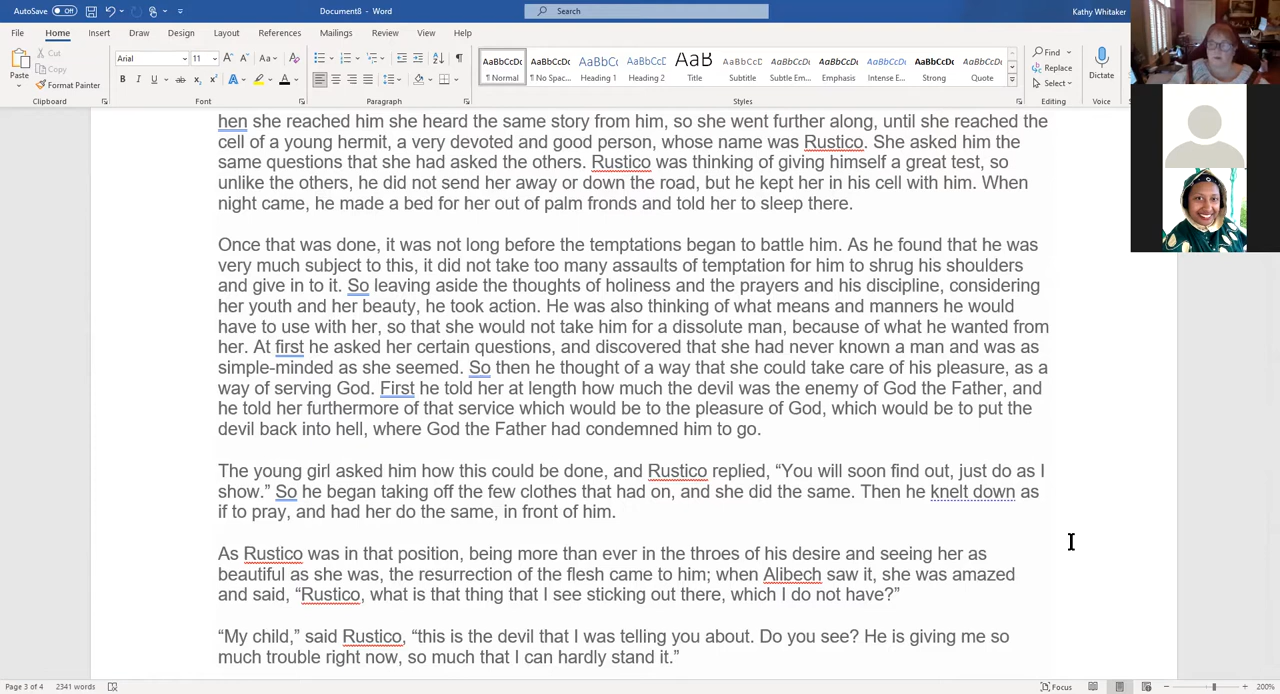 AutoSave Off Document8 - Word Search Kathy Whitaker
File Home Insert Draw Design Layout References Mailings Review View Help
Cut Copy Format Painter Paste Clipboard
Arial 11 Font
Paragraph
AaBbCcDc AaBbCcDc AaBbC AaBbCcD AaB AaBbCcD AaBbCcDc AaBbCcDc AaBbCcDc AaBbCcDc AaBbCcDc
¶ Normal ¶ No Spac... Heading 1 Heading 2 Title Subtitle Subtle Em... Emphasis Intense E... Strong Quote
Styles
Find Replace Select Editing
Dictate Voice
hen she reached him she heard the same story from him, so she went further along, until she reached the
cell of a young hermit, a very devoted and good person, whose name was Rustico. She asked him the
same questions that she had asked the others. Rustico was thinking of giving himself a great test, so
unlike the others, he did not send her away or down the road, but he kept her in his cell with him. When
night came, he made a bed for her out of palm fronds and told her to sleep there.
Once that was done, it was not long before the temptations began to battle him. As he found that he was
very much subject to this, it did not take too many assaults of temptation for him to shrug his shoulders
and give in to it. So leaving aside the thoughts of holiness and the prayers and his discipline, considering
her youth and her beauty, he took action. He was also thinking of what means and manners he would
have to use with her, so that she would not take him for a dissolute man, because of what he wanted from
her. At first he asked her certain questions, and discovered that she had never known a man and was as
simple-minded as she seemed. So then he thought of a way that she could take care of his pleasure, as a
way of serving God. First he told her at length how much the devil was the enemy of God the Father, and
he told her furthermore of that service which would be to the pleasure of God, which would be to put the
devil back into hell, where God the Father had condemned him to go.
The young girl asked him how this could be done, and Rustico replied, “You will soon find out, just do as I
show.” So he began taking off the few clothes that had on, and she did the same. Then he knelt down as
if to pray, and had her do the same, in front of him.
As Rustico was in that position, being more than ever in the throes of his desire and seeing her as
beautiful as she was, the resurrection of the flesh came to him; when Alibech saw it, she was amazed
and said, “Rustico, what is that thing that I see sticking out there, which I do not have?”
“My child,” said Rustico, “this is the devil that I was telling you about. Do you see? He is giving me so
much trouble right now, so much that I can hardly stand it.”
Page 3 of 4 2341 words Focus 200%